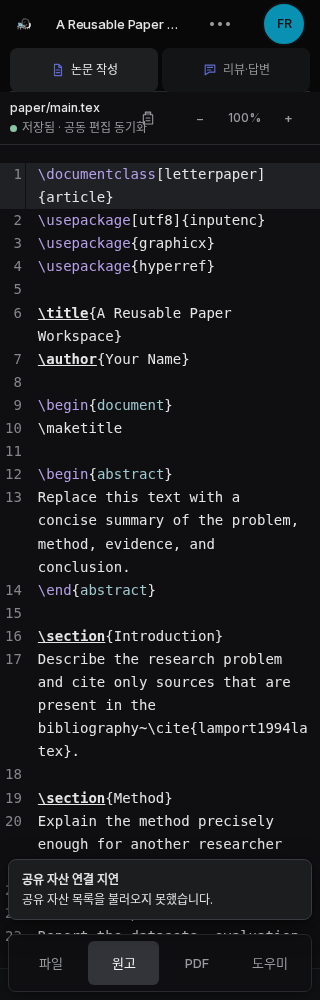 A Reusable Paper ...
FR
논문 작성
리뷰·답변
paper/main.tex
저장됨 · 공동 편집 동기화
− 100% +
1 \documentclass[letterpaper]
{article}
2 \usepackage[utf8]{inputenc}
3 \usepackage{graphicx}
4 \usepackage{hyperref}
5
6 \title{A Reusable Paper
Workspace}
7 \author{Your Name}
8
9 \begin{document}
10 \maketitle
11
12 \begin{abstract}
13 Replace this text with a
concise summary of the problem,
method, evidence, and
conclusion.
14 \end{abstract}
15
16 \section{Introduction}
17 Describe the research problem
and cite only sources that are
present in the
bibliography~\cite{lamport1994la
tex}.
18
19 \section{Method}
20 Explain the method precisely
enough for another researcher
공유 자산 연결 지연
공유 자산 목록을 불러오지 못했습니다.
파일
원고
PDF
도우미